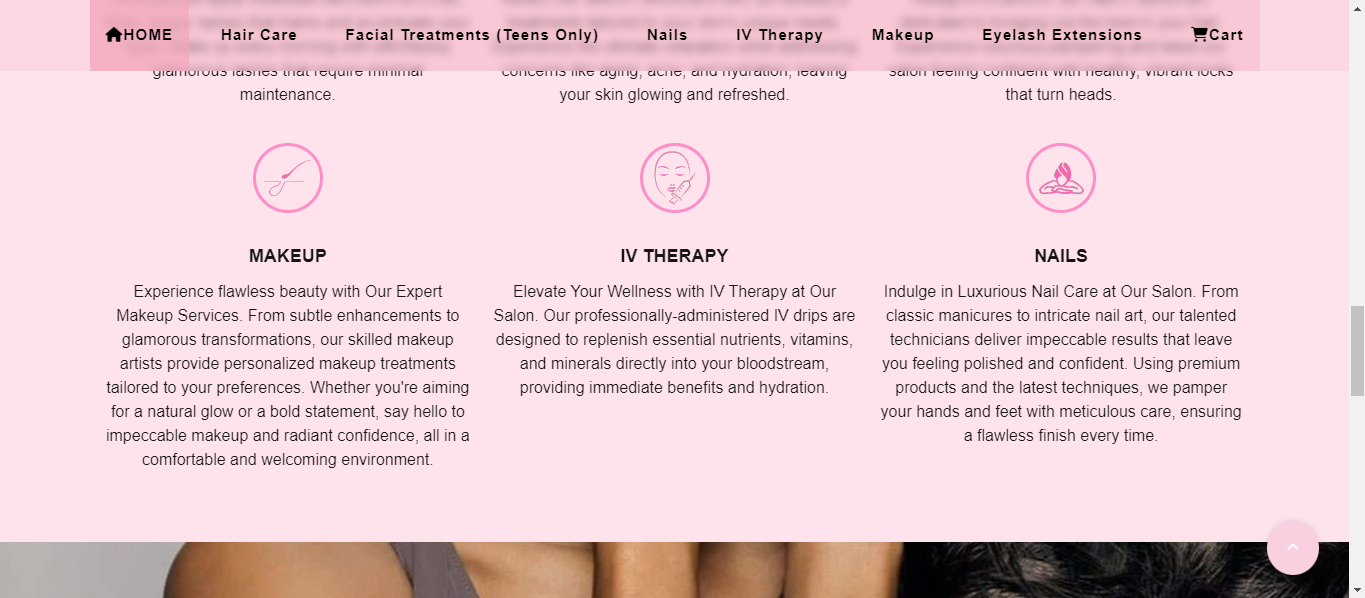 HOME Hair Care Facial Treatments (Teens Only) Nails IV Therapy Makeup Eyelash Extensions Cart
glamorous lashes that require minimal
maintenance.
concerns like aging, acne, and hydration, leaving
your skin glowing and refreshed.
salon feeling confident with healthy, vibrant locks
that turn heads.
MAKEUP
Experience flawless beauty with Our Expert
Makeup Services. From subtle enhancements to
glamorous transformations, our skilled makeup
artists provide personalized makeup treatments
tailored to your preferences. Whether you're aiming
for a natural glow or a bold statement, say hello to
impeccable makeup and radiant confidence, all in a
comfortable and welcoming environment.
IV THERAPY
Elevate Your Wellness with IV Therapy at Our
Salon. Our professionally-administered IV drips are
designed to replenish essential nutrients, vitamins,
and minerals directly into your bloodstream,
providing immediate benefits and hydration.
NAILS
Indulge in Luxurious Nail Care at Our Salon. From
classic manicures to intricate nail art, our talented
technicians deliver impeccable results that leave
you feeling polished and confident. Using premium
products and the latest techniques, we pamper
your hands and feet with meticulous care, ensuring
a flawless finish every time.